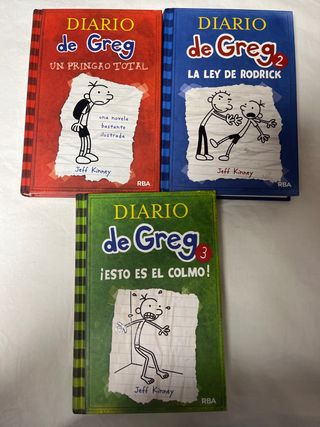 DIARIO
de Greg
UN PRINGAO TOTAL
una novela
bastante
ilustrada
Jeff Kinney
RBA
DIARIO
de Greg 2
LA LEY DE RODRICK
Jeff Kinney
RBA
DIARIO
de Greg 3
¡ESTO ES EL COLMO!
Jeff Kinney
RBA